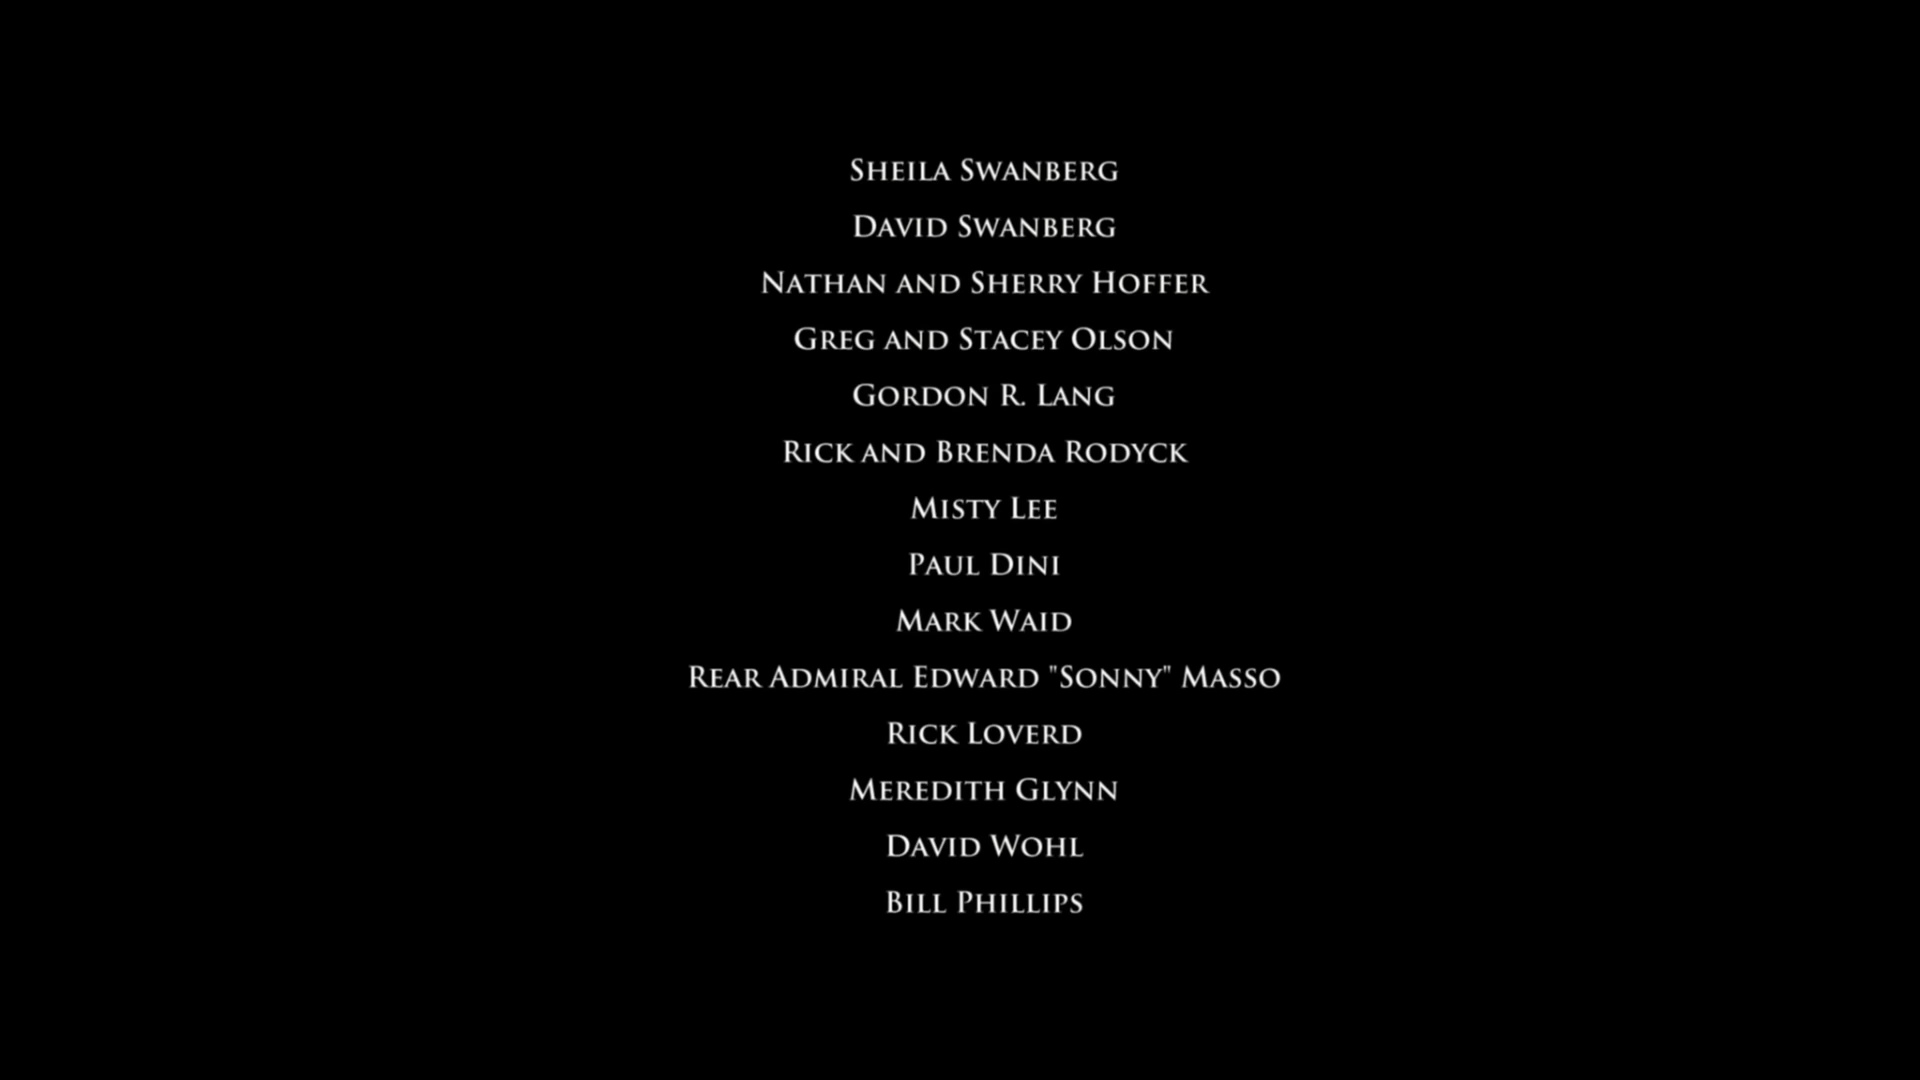 Sheila Swanberg
David Swanberg
Nathan and Sherry Hoffer
Greg and Stacey Olson
Gordon R. Lang
Rick and Brenda Rodyck
Misty Lee
Paul Dini
Mark Waid
Rear Admiral Edward "Sonny" Masso
Rick Loverd
Meredith Glynn
David Wohl
Bill Phillips